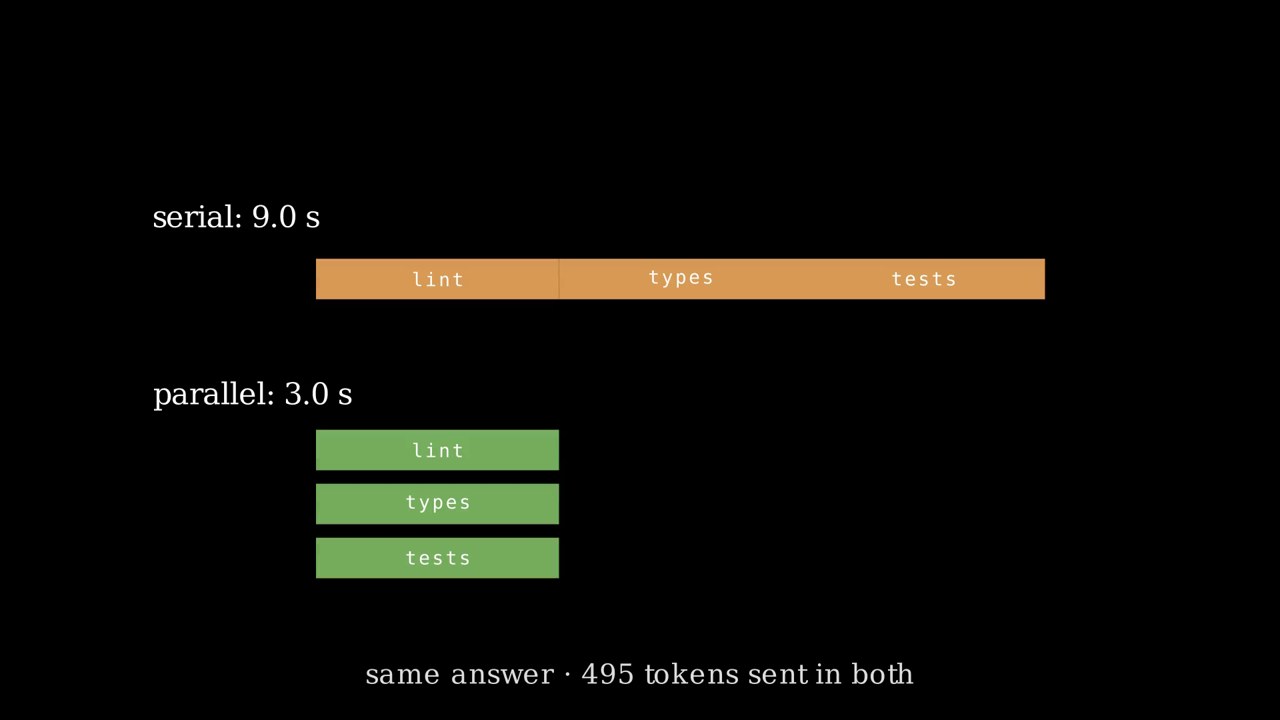 serial: 9.0 s
lint types tests
parallel: 3.0 s
lint
types
tests
same answer · 495 tokens sent in both